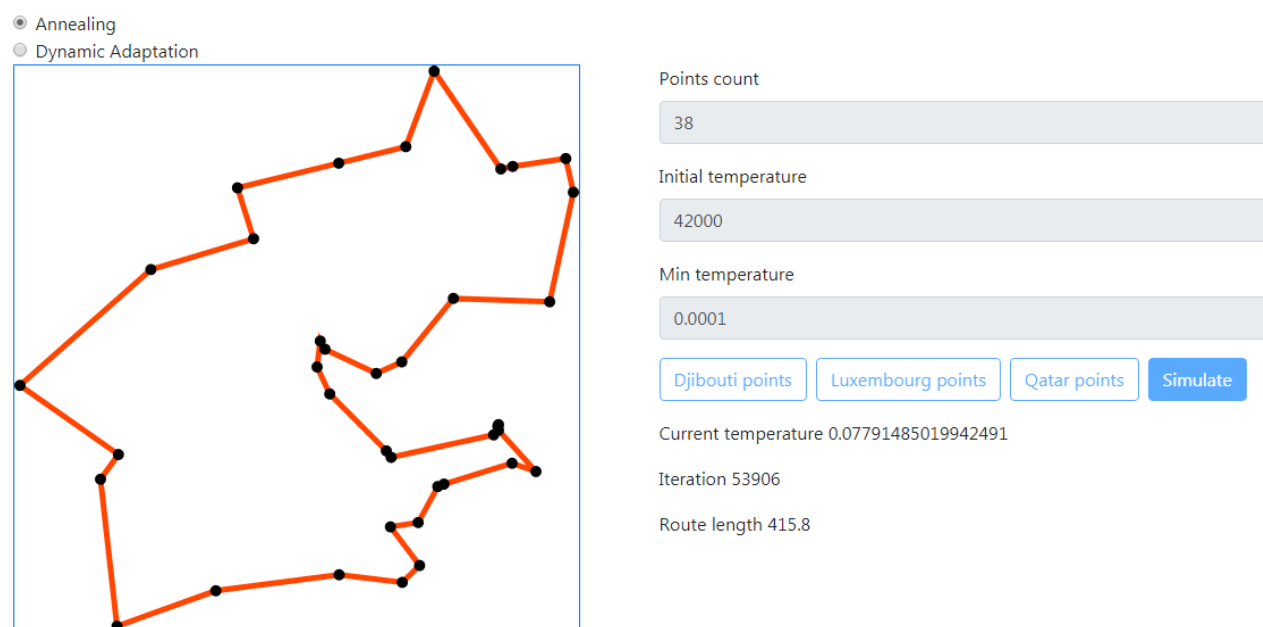 Annealing
Dynamic Adaptation
Points count
38
Initial temperature
42000
Min temperature
0.0001
Djibouti points Luxembourg points Qatar points Simulate
Current temperature 0.07791485019942491
Iteration 53906
Route length 415.8